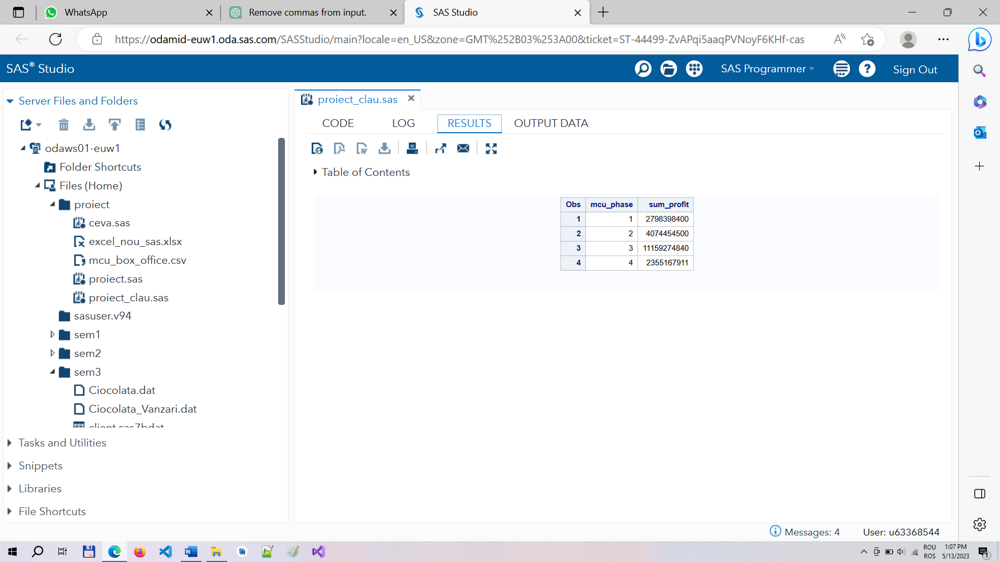 WhatsApp
Remove commas from input.
SAS Studio
https://odamid-euw1.oda.sas.com/SASStudio/main?locale=en_US&zone=GMT%252B03%253A00&ticket=ST-44499-ZvAPqi5aaqPVNoyF6KHf-cas
SAS® Studio
SAS Programmer
Sign Out
Server Files and Folders
odaws01-euw1
Folder Shortcuts
Files (Home)
proiect
ceva.sas
excel_nou_sas.xlsx
mcu_box_office.csv
proiect.sas
proiect_clau.sas
sasuser.v94
sem1
sem2
sem3
Ciocolata.dat
Ciocolata_Vanzari.dat
client.sas7bdat
Tasks and Utilities
Snippets
Libraries
File Shortcuts
proiect_clau.sas
CODE LOG RESULTS OUTPUT DATA
Table of Contents
Obs mcu_phase sum_profit
1 1 2798398400
2 2 4074454500
3 3 11159274840
4 4 2355167911
Messages: 4
User: u63368544
ROU
ROS
1:07 PM
5/13/2023
1